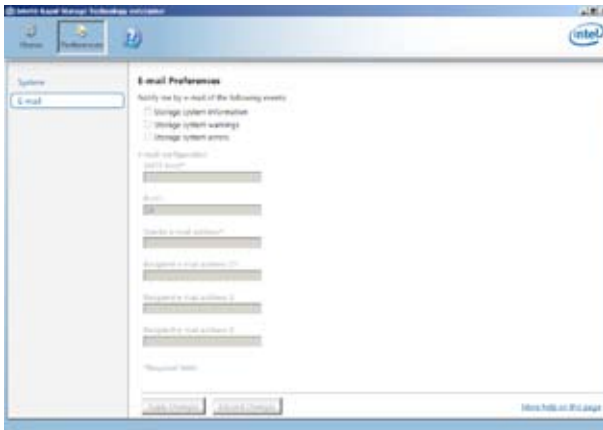 Intel® Rapid Storage Technology enterprise
Home
Preferences
intel
System
E-mail
E-mail Preferences
Notify me by e-mail of the following events:
Storage system information
Storage system warnings
Storage system errors
E-mail configuration
SMTP host*
Port*
25
Sender e-mail address*
Recipient e-mail address 1*
Recipient e-mail address 2
Recipient e-mail address 3
*Required fields
Apply Changes
Discard Changes
More help on this page